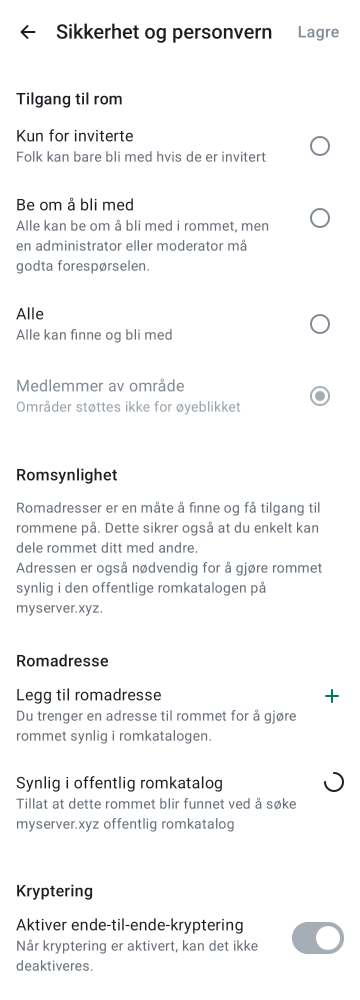 Sikkerhet og personvern
Lagre
Tilgang til rom
Kun for inviterte
Folk kan bare bli med hvis de er invitert
Be om å bli med
Alle kan be om å bli med i rommet, men
en administrator eller moderator må
godta forespørselen.
Alle
Alle kan finne og bli med
Medlemmer av område
Områder støttes ikke for øyeblikket
Romsynlighet
Romadresser er en måte å finne og få tilgang til
rommene på. Dette sikrer også at du enkelt kan
dele rommet ditt med andre.
Adressen er også nødvendig for å gjøre rommet
synlig i den offentlige romkatalogen på
myserver.xyz.
Romadresse
Legg til romadresse
Du trenger en adresse til rommet for å gjøre
rommet synlig i romkatalogen.
Synlig i offentlig romkatalog
Tillat at dette rommet blir funnet ved å søke
myserver.xyz offentlig romkatalog
Kryptering
Aktiver ende-til-ende-kryptering
Når kryptering er aktivert, kan det ikke
deaktiveres.